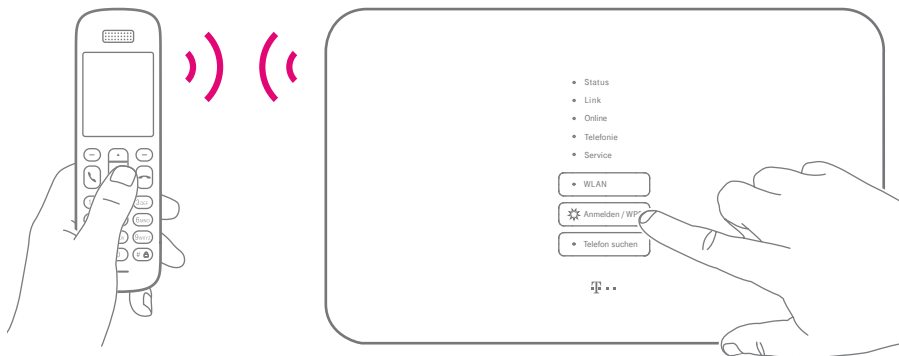 Status
Link
Online
Telefonie
Service
WLAN
Anmelden / WPS
Telefon suchen
T